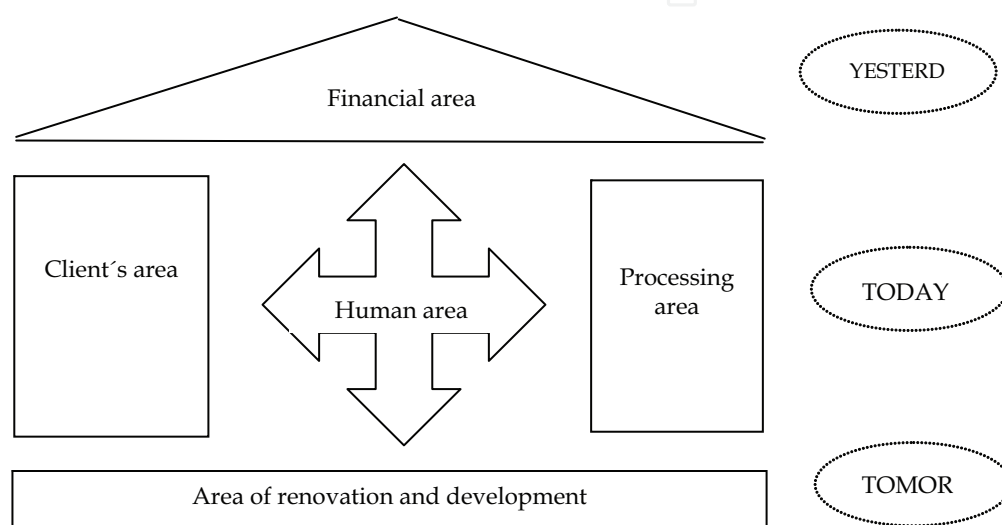 Financial area
YESTERD
Client´s area
Human area
Processing
area
TODAY
Area of renovation and development
TOMOR